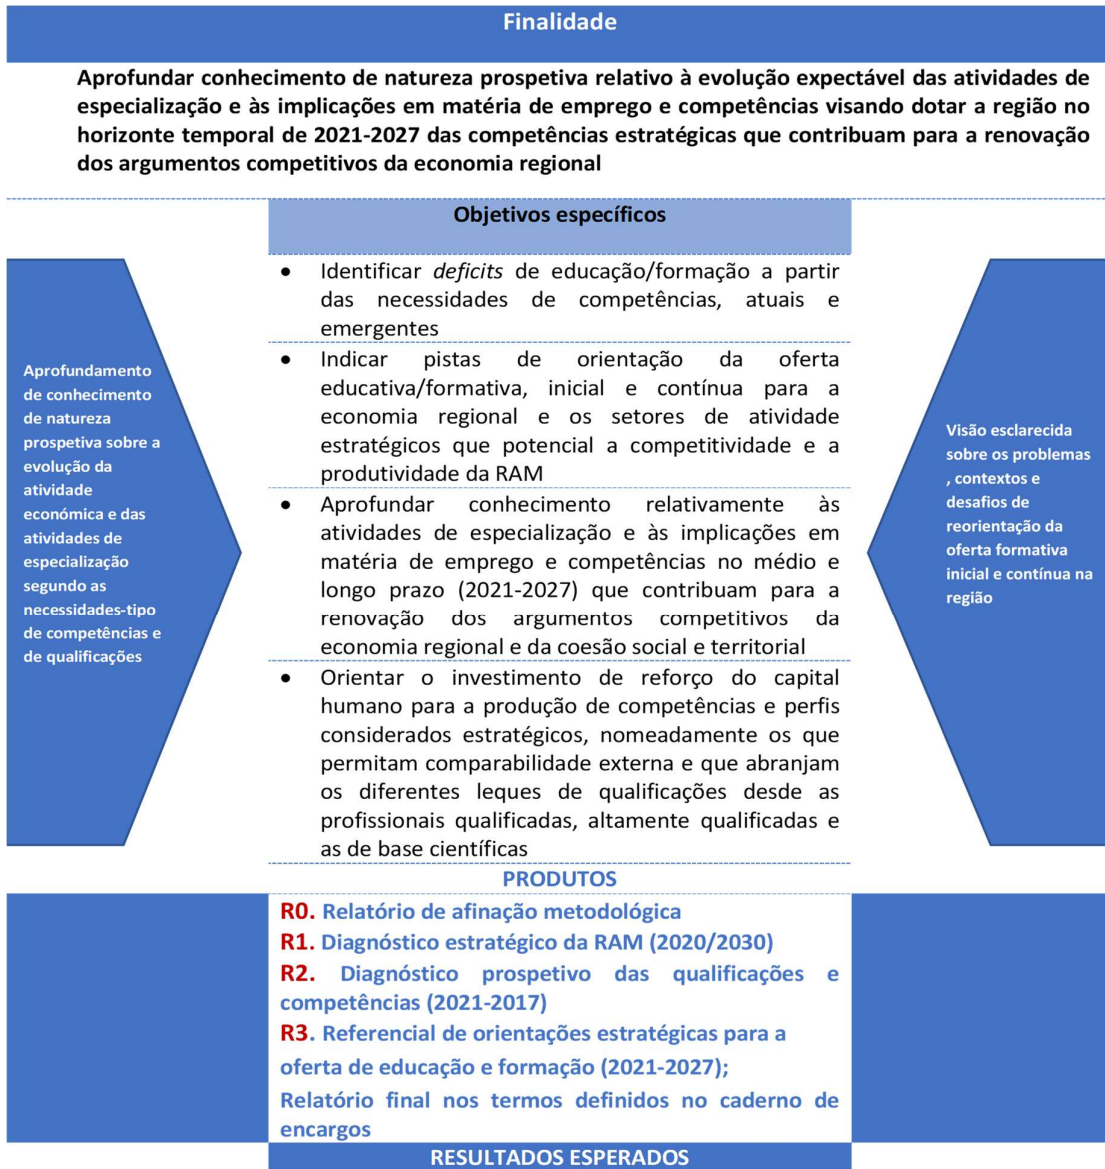 Finalidade
Aprofundar conhecimento de natureza prospetiva relativo à evolução expectável das atividades de
especialização e às implicações em matéria de emprego e competências visando dotar a região no
horizonte temporal de 2021-2027 das competências estratégicas que contribuam para a renovação
dos argumentos competitivos da economia regional
Objetivos específicos
• Identificar deficits de educação/formação a partir
das necessidades de competências, atuais e
emergentes
• Indicar pistas de orientação da oferta
educativa/formativa, inicial e contínua para a
economia regional e os setores de atividade
estratégicos que potencial a competitividade e a
produtividade da RAM
• Aprofundar conhecimento relativamente às
atividades de especialização e às implicações em
matéria de emprego e competências no médio e
longo prazo (2021-2027) que contribuam para a
renovação dos argumentos competitivos da
economia regional e da coesão social e territorial
• Orientar o investimento de reforço do capital
humano para a produção de competências e perfis
considerados estratégicos, nomeadamente os que
permitam comparabilidade externa e que abranjam
os diferentes leques de qualificações desde as
profissionais qualificadas, altamente qualificadas e
as de base científicas
Aprofundamento
de conhecimento
de natureza
prospetiva sobre a
evolução da
atividade
económica e das
atividades de
especialização
segundo as
necessidades-tipo
de competências e
de qualificações
Visão esclarecida
sobre os problemas
, contextos e
desafios de
reorientação da
oferta formativa
inicial e contínua na
região
PRODUTOS
R0. Relatório de afinação metodológica
R1. Diagnóstico estratégico da RAM (2020/2030)
R2. Diagnóstico prospetivo das qualificações e
competências (2021-2017)
R3. Referencial de orientações estratégicas para a
oferta de educação e formação (2021-2027);
Relatório final nos termos definidos no caderno de
encargos
RESULTADOS ESPERADOS